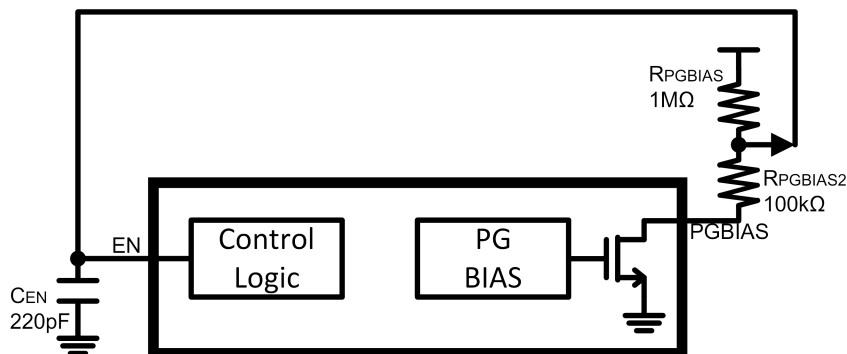 RPGBIAS
1MΩ
RPGBIAS2
100kΩ
PGBIAS
EN
Control
Logic
PG
BIAS
CEN
220pF